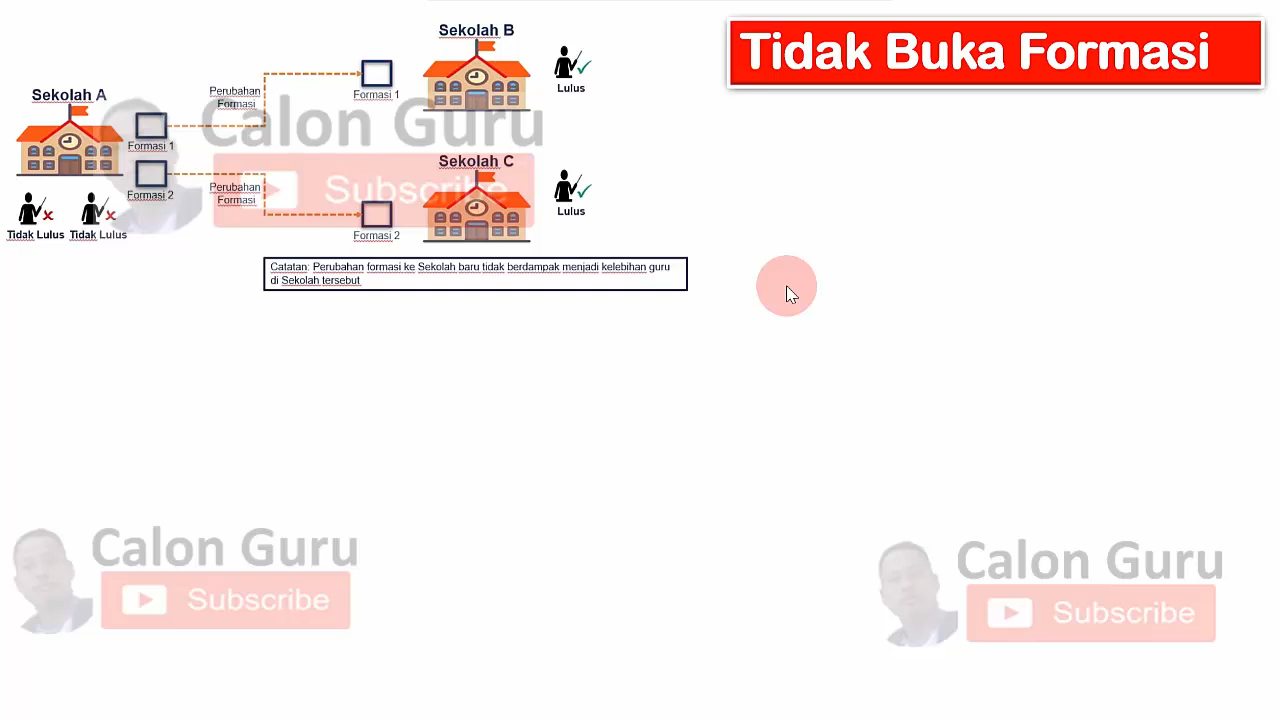 Tidak Buka Formasi
Sekolah B
Lulus
Perubahan
Formasi
Formasi 1
Sekolah A
Formasi 1
Formasi 2
Tidak Lulus Tidak Lulus
Calon Guru
Subscribe
Sekolah C
Lulus
Perubahan
Formasi
Formasi 2
Catatan: Perubahan formasi ke Sekolah baru tidak berdampak menjadi kelebihan guru
di Sekolah tersebut
Calon Guru
Subscribe
Calon Guru
Subscribe